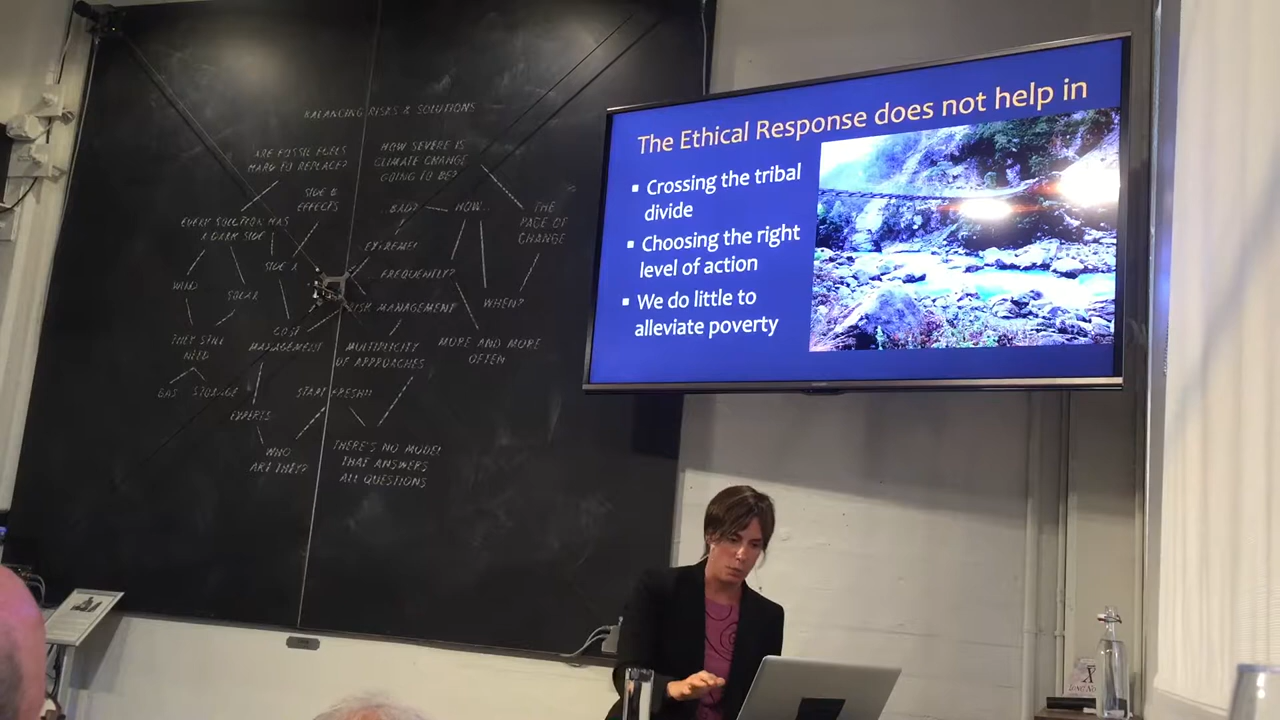 BALANCING RISKS & SOLUTIONS
ARE FOSSIL FUELS
HARD TO REPLACE?
HOW SEVERE IS
CLIMATE CHANGE
GOING TO BE?
SIDE
EFFECTS
BAD?
HOW..
THE
PACE OF
CHANGE
EVERY SOLUTION HAS
A DARK SIDE
EXTREME?
SIDE
FREQUENTLY?
WIND
SOLAR
RISK MANAGEMENT
WHEN?
COST
THEY STILL
NEED
MANAGEMENT
MULTIPLICITY
OF APPROACHES
MORE AND MORE
OFTEN
GAS STORAGE
START FRESH?!
EXPERTS
WHO
ARE THEY?
THERE'S NO MODEL
THAT ANSWERS
ALL QUESTIONS
The Ethical Response does not help in
▪ Crossing the tribal
divide
▪ Choosing the right
level of action
▪ We do little to
alleviate poverty